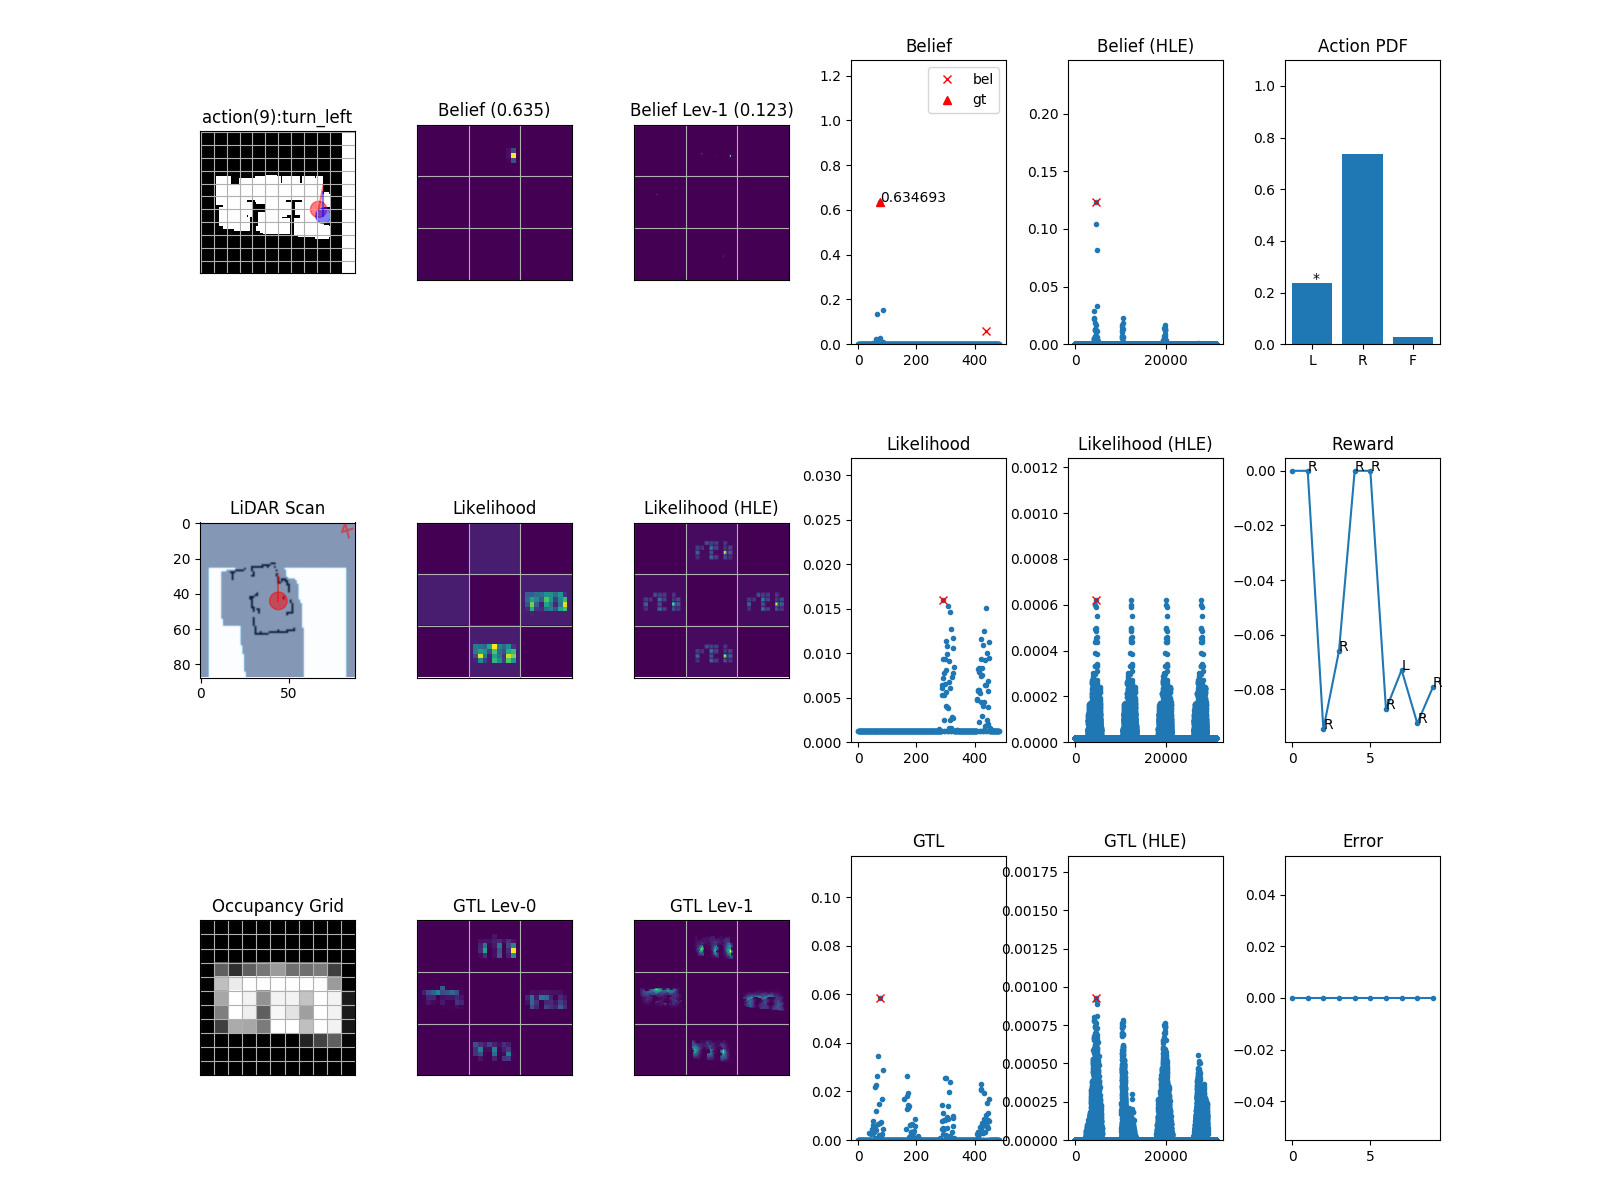 Belief
Belief (HLE)
Action PDF
1.2
1.0
0.8
0.6
0.4
0.2
0.0
0
200
400
bel
gt
0.634693
0.20
0.15
0.10
0.05
0.00
0
20000
1.0
0.8
0.6
0.4
0.2
0.0
*
L
R
F
action(9):turn_left
Belief (0.635)
Belief Lev-1 (0.123)
Likelihood
Likelihood (HLE)
Reward
0.030
0.025
0.020
0.015
0.010
0.005
0.000
0
200
400
0.0012
0.0010
0.0008
0.0006
0.0004
0.0002
0.0000
0
20000
0.00
−0.02
−0.04
−0.06
−0.08
0
5
R
R
R
R
R
R
L
R
R
LiDAR Scan
Likelihood
Likelihood (HLE)
0
20
40
60
80
0
50
GTL
GTL (HLE)
Error
0.10
0.08
0.06
0.04
0.02
0.00
0
200
400
0.00175
0.00150
0.00125
0.00100
0.00075
0.00050
0.00025
0.00000
0
20000
0.04
0.02
0.00
−0.02
−0.04
0
5
Occupancy Grid
GTL Lev-0
GTL Lev-1